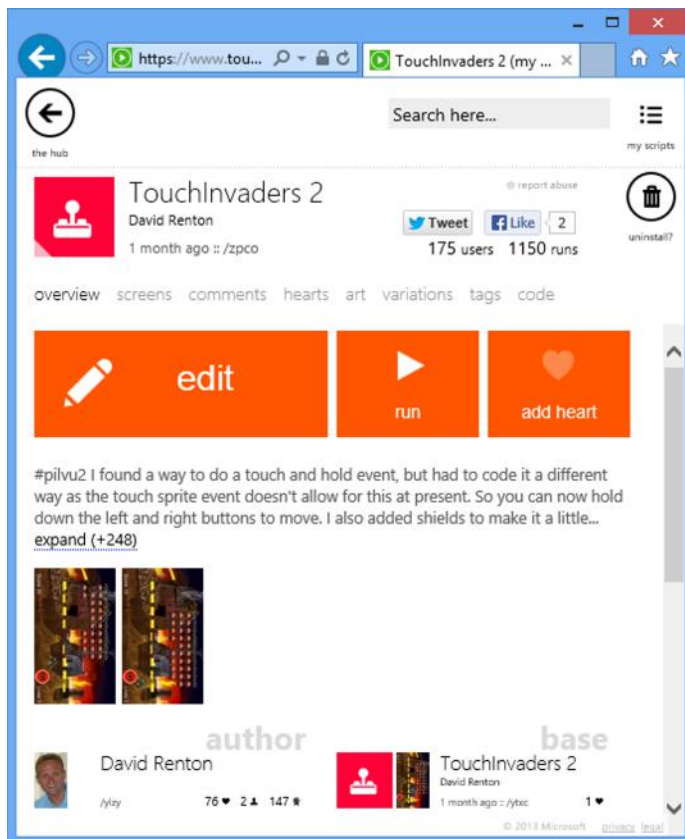 https://www.tou...
TouchInvaders 2 (my ...
Search here...
the hub
my scripts
TouchInvaders 2
report abuse
David Renton
Tweet
Like
2
1 month ago :: /zpco
175 users 1150 runs
uninstall?
overview screens comments hearts art variations tags code
edit
run
add heart
#pilvu2 I found a way to do a touch and hold event, but had to code it a different
way as the touch sprite event doesn't allow for this at present. So you can now hold
down the left and right buttons to move. I also added shields to make it a little...
expand (+248)
author
David Renton
/ylzy
76 2 147
base
TouchInvaders 2
David Renton
1 month ago :: /ytxc
1
© 2013 Microsoft privacy legal